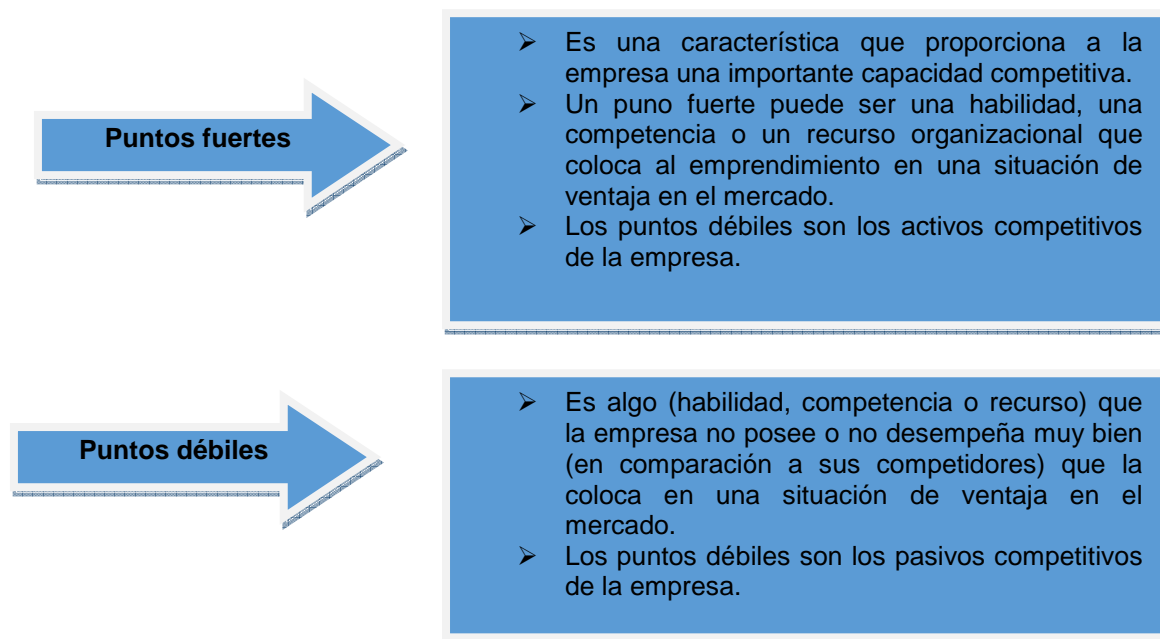 Puntos fuertes
➢ Es una característica que proporciona a la
empresa una importante capacidad competitiva.
➢ Un puno fuerte puede ser una habilidad, una
competencia o un recurso organizacional que
coloca al emprendimiento en una situación de
ventaja en el mercado.
➢ Los puntos débiles son los activos competitivos
de la empresa.
Puntos débiles
➢ Es algo (habilidad, competencia o recurso) que
la empresa no posee o no desempeña muy bien
(en comparación a sus competidores) que la
coloca en una situación de ventaja en el
mercado.
➢ Los puntos débiles son los pasivos competitivos
de la empresa.